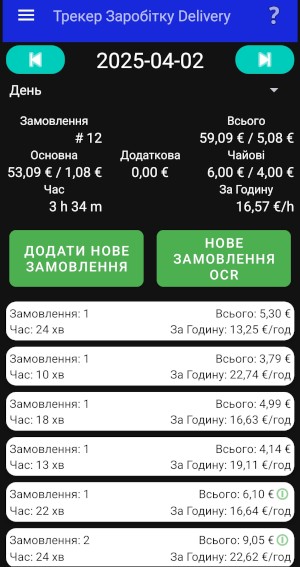 Трекер Заробітку Delivery ?
2025-04-02
День
Замовлення Всього
# 12 59,09 € / 5,08 €
Основна Додаткова Чайові
53,09 € / 1,08 € 0,00 € 6,00 € / 4,00 €
Час За Годину
3 h 34 m 16,57 €/h
ДОДАТИ НОВЕ ЗАМОВЛЕННЯ
НОВЕ ЗАМОВЛЕННЯ OCR
Замовлення: 1 Всього: 5,30 €
Час: 24 хв За Годину: 13,25 €/год
Замовлення: 1 Всього: 3,79 €
Час: 10 хв За Годину: 22,74 €/год
Замовлення: 1 Всього: 4,99 €
Час: 18 хв За Годину: 16,63 €/год
Замовлення: 1 Всього: 4,14 €
Час: 13 хв За Годину: 19,11 €/год
Замовлення: 1 Всього: 6,10 €
Час: 22 хв За Годину: 16,64 €/год
Замовлення: 2 Всього: 9,05 €
Час: 24 хв За Годину: 22,62 €/год